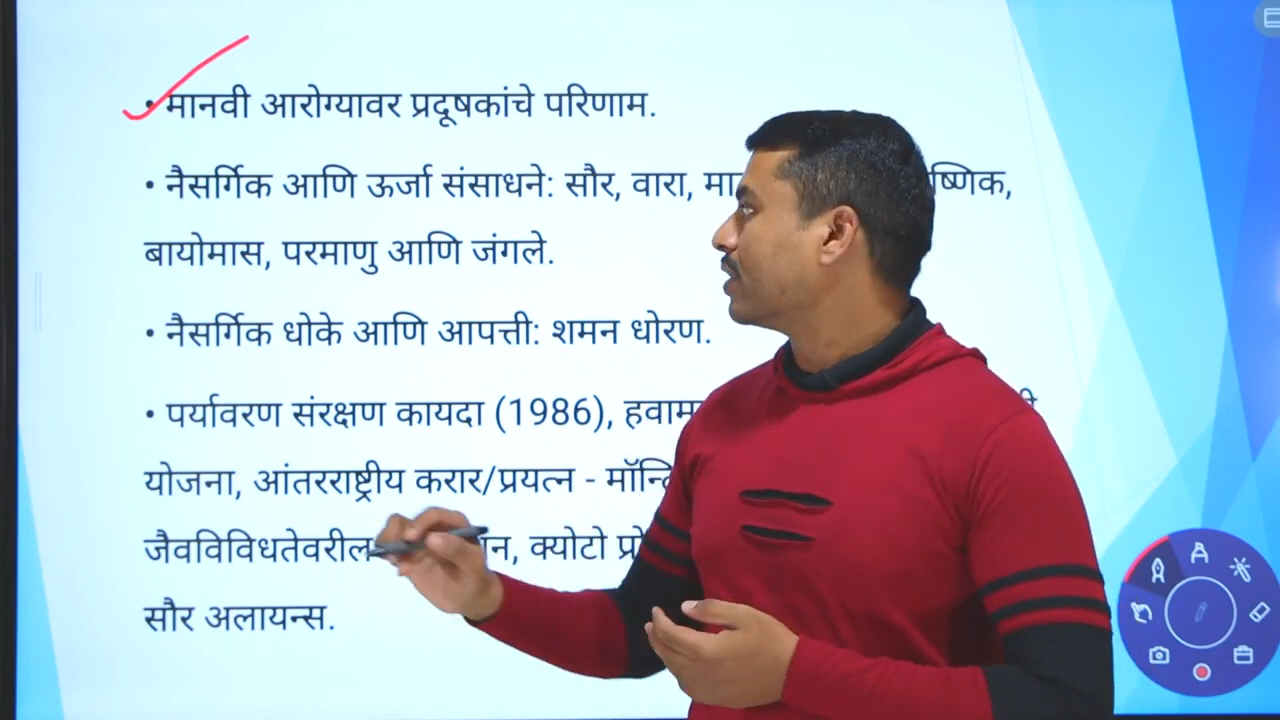 • मानवी आरोग्यावर प्रदूषकांचे परिणाम.
• नैसर्गिक आणि ऊर्जा संसाधने: सौर, वारा,
बायोमास, परमाणु आणि जंगले.
• नैसर्गिक धोके आणि आपत्ती: शमन धोरण.
• पर्यावरण संरक्षण कायदा (1986),
योजना, आंतरराष्ट्रीय करार/प्रयत्न -
जैवविविधतेवरील क्योटो
सौर अलायन्स.